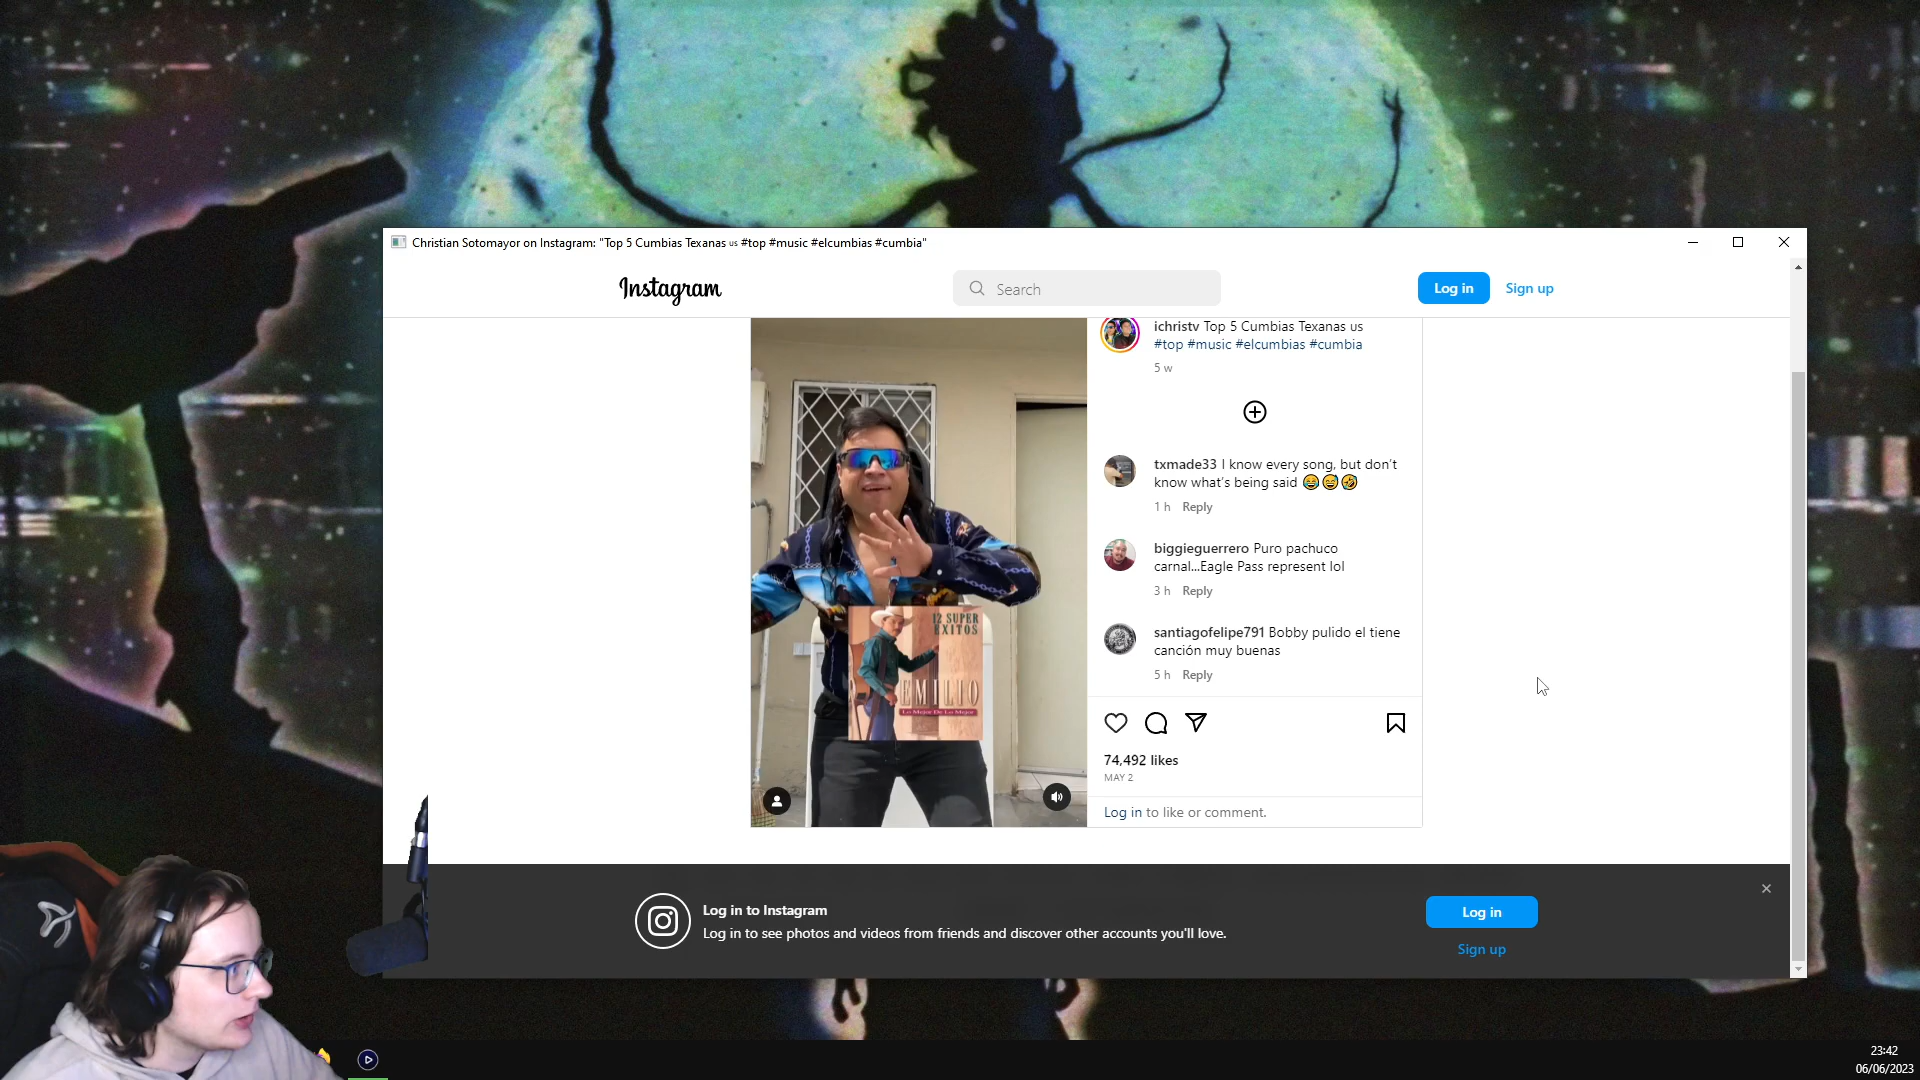 Christian Sotomayor on Instagram: "Top 5 Cumbias Texanas us #top #music #elcumbias #cumbia"
Instagram
Search
Log in
Sign up
ichristv Top 5 Cumbias Texanas us
#top #music #elcumbias #cumbia
5 w
txmade33 I know every song, but don't
know what's being said 😂😅🤣
1 h Reply
biggieguerrero Puro pachuco
carnal...Eagle Pass represent lol
3 h Reply
santiagofelipe791 Bobby pulido el tiene
canción muy buenas
5 h Reply
12 SUPER
EXITOS
EMILIO
Lo Mejor De Lo Mejor
74,492 likes
MAY 2
Log in to like or comment.
Log in to Instagram
Log in to see photos and videos from friends and discover other accounts you'll love.
Log in
Sign up
23:42
06/06/2023